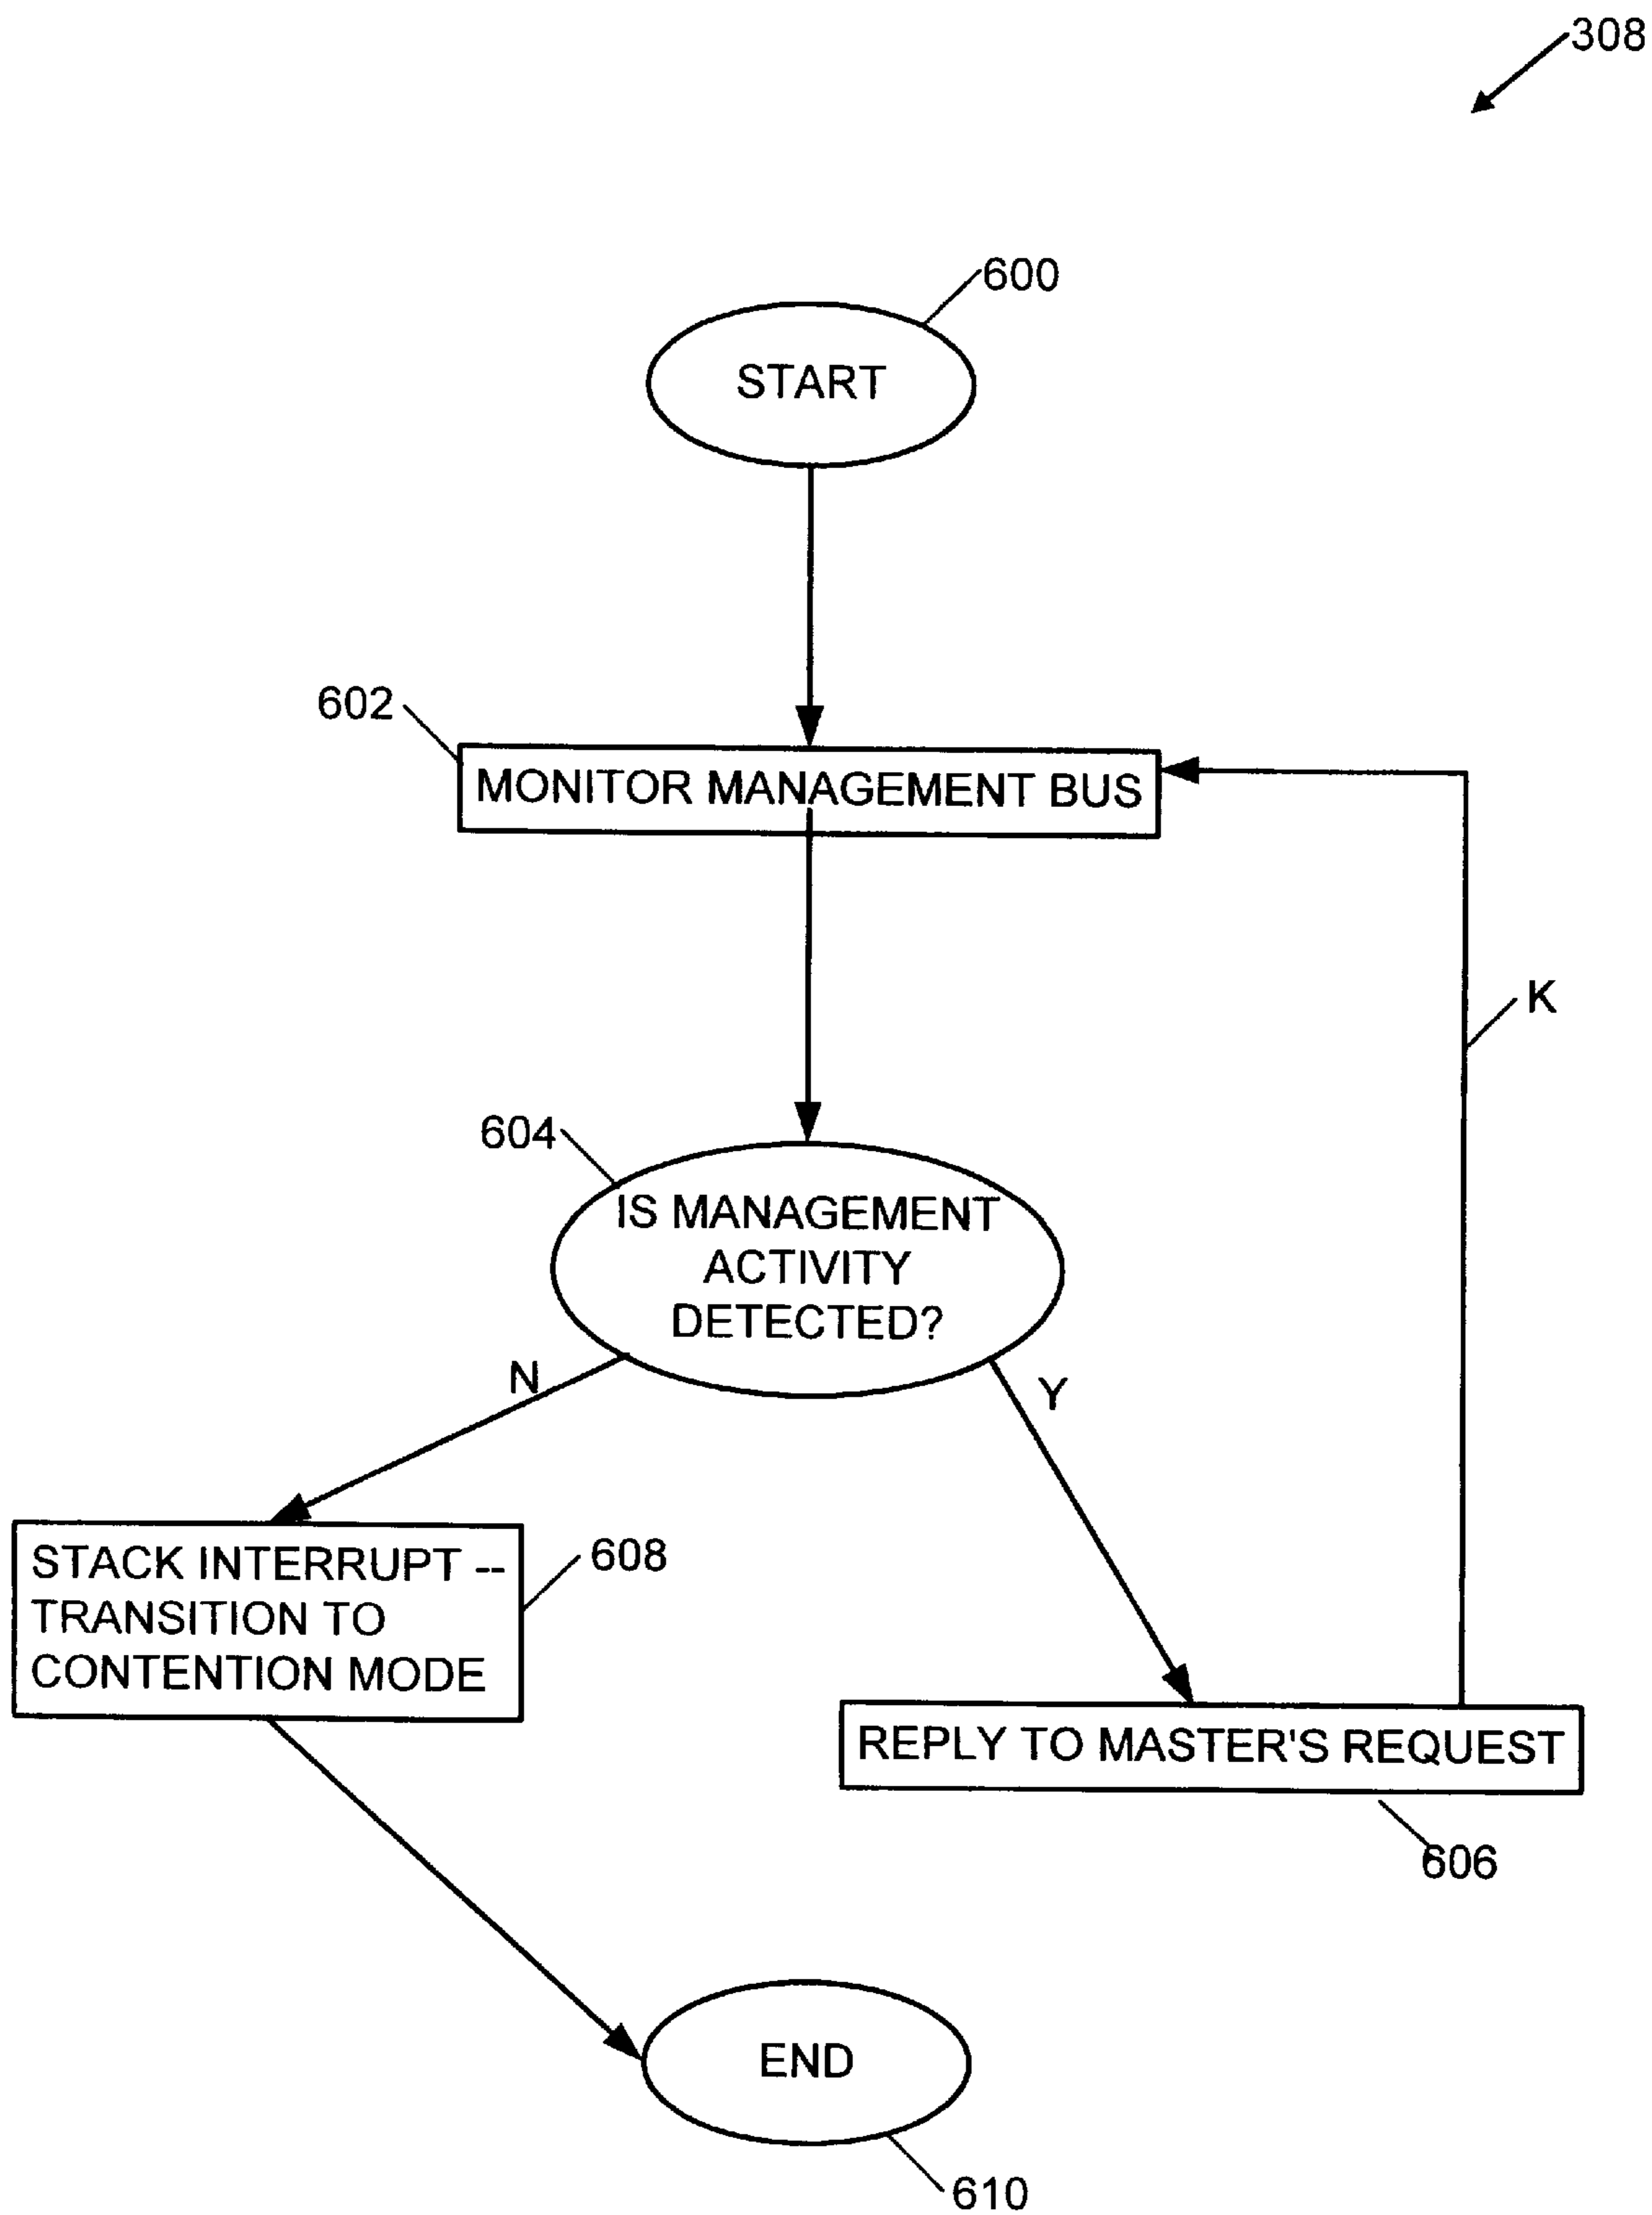 308
600
START
602
MONITOR MANAGEMENT BUS
K
604
IS MANAGEMENT
ACTIVITY
DETECTED?
N
Y
STACK INTERRUPT --
TRANSITION TO
CONTENTION MODE
608
REPLY TO MASTER'S REQUEST
606
END
610